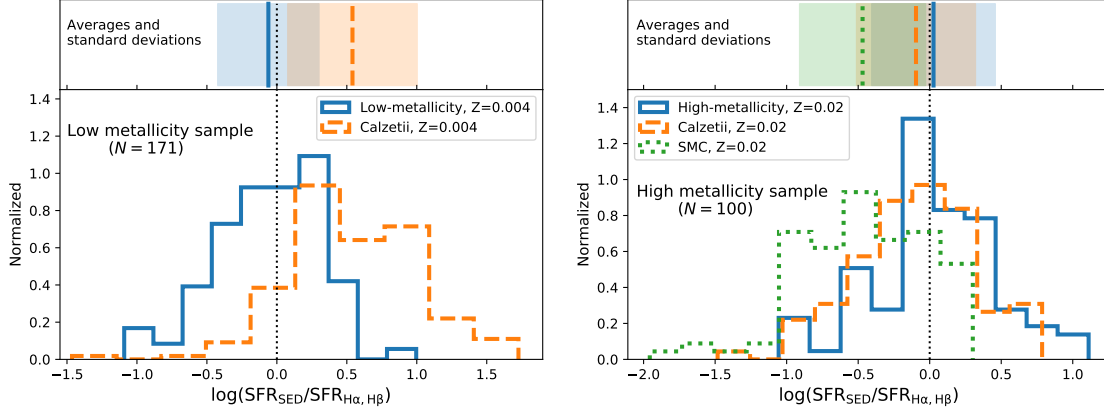 Averages and
standard deviations
1.4
1.2
1.0
0.8
0.6
0.4
0.2
0.0
Normalized
Low-metallicity, Z=0.004
Calzetii, Z=0.004
Low metallicity sample
(N = 171)
−1.5 −1.0 −0.5 0.0 0.5 1.0 1.5
log(SFR_SED/SFR_Hα, Hβ)
Averages and
standard deviations
1.4
1.2
1.0
0.8
0.6
0.4
0.2
0.0
Normalized
High-metallicity, Z=0.02
Calzetii, Z=0.02
SMC, Z=0.02
High metallicity sample
(N = 100)
−2.0 −1.5 −1.0 −0.5 0.0 0.5 1.0
log(SFR_SED/SFR_Hα, Hβ)